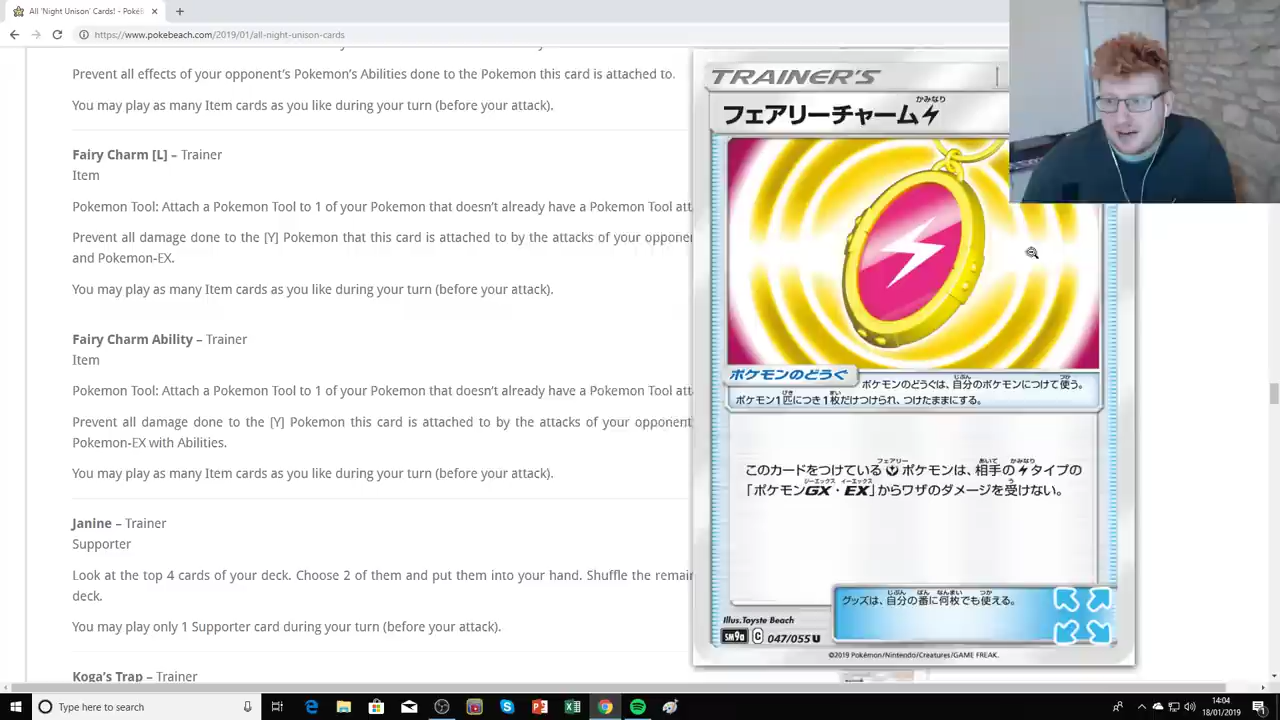 All 'Night Unison' Cards! - Poké
https://www.pokebeach.com/2019/01/all-night-unison-cards
Prevent all effects of your opponent's Pokemon's Abilities done to the Pokemon this card is attached to.
You may play as many Item cards as you like during your turn (before your attack).
Fairy Charm [L] – Trainer
Item
Pokemon Tool: Attach a Pokemon Tool to 1 of your Pokemon that doesn't already have a Pokemon Tool att
Prevent all damage done to the [Y] Pokemon that this card is attached to by the attack of your oppone
and Pokemon-EX.
You may play as many Item cards as you like during your turn (before your attack).
Fairy Charm Ability – Trainer
Item
Pokemon Tool: Attach a Pokemon Tool to 1 of your Pokemon that doesn't already have a Pokemon Tool att
Prevent all damage done to the [Y] Pokemon this card is attached to by the attack of your opponent
Pokemon-EX with Abilities.
You may play as many Item cards as you like during your turn (before your attack).
Janine – Trainer
Supporter
Look at the top 4 cards of your deck. Choose 2 of them and put them into your hand. Shuffle the remain
deck.
You may play only 1 Supporter card during your turn (before your attack).
Koga's Trap – Trainer
TRAINER'S
フェアリーチャーム
かみなり
ポケモンのどうぐ
ポケモンのどうぐは、自分のポケモンにつけて使う。
ポケモン1匹につき1枚だけつけられ、つけたままにする。
このカードをつけているポケモンは、相手のタイプの
「ポケモンGX・EX」からワザのダメージを受けない。
グッズは、自分の番に何枚でも使える。
Illus.Toyste Beach
SM9a C 047/055 U
©2019 Pokémon/Nintendo/Creatures/GAME FREAK.
Type here to search
14:04
18/01/2019